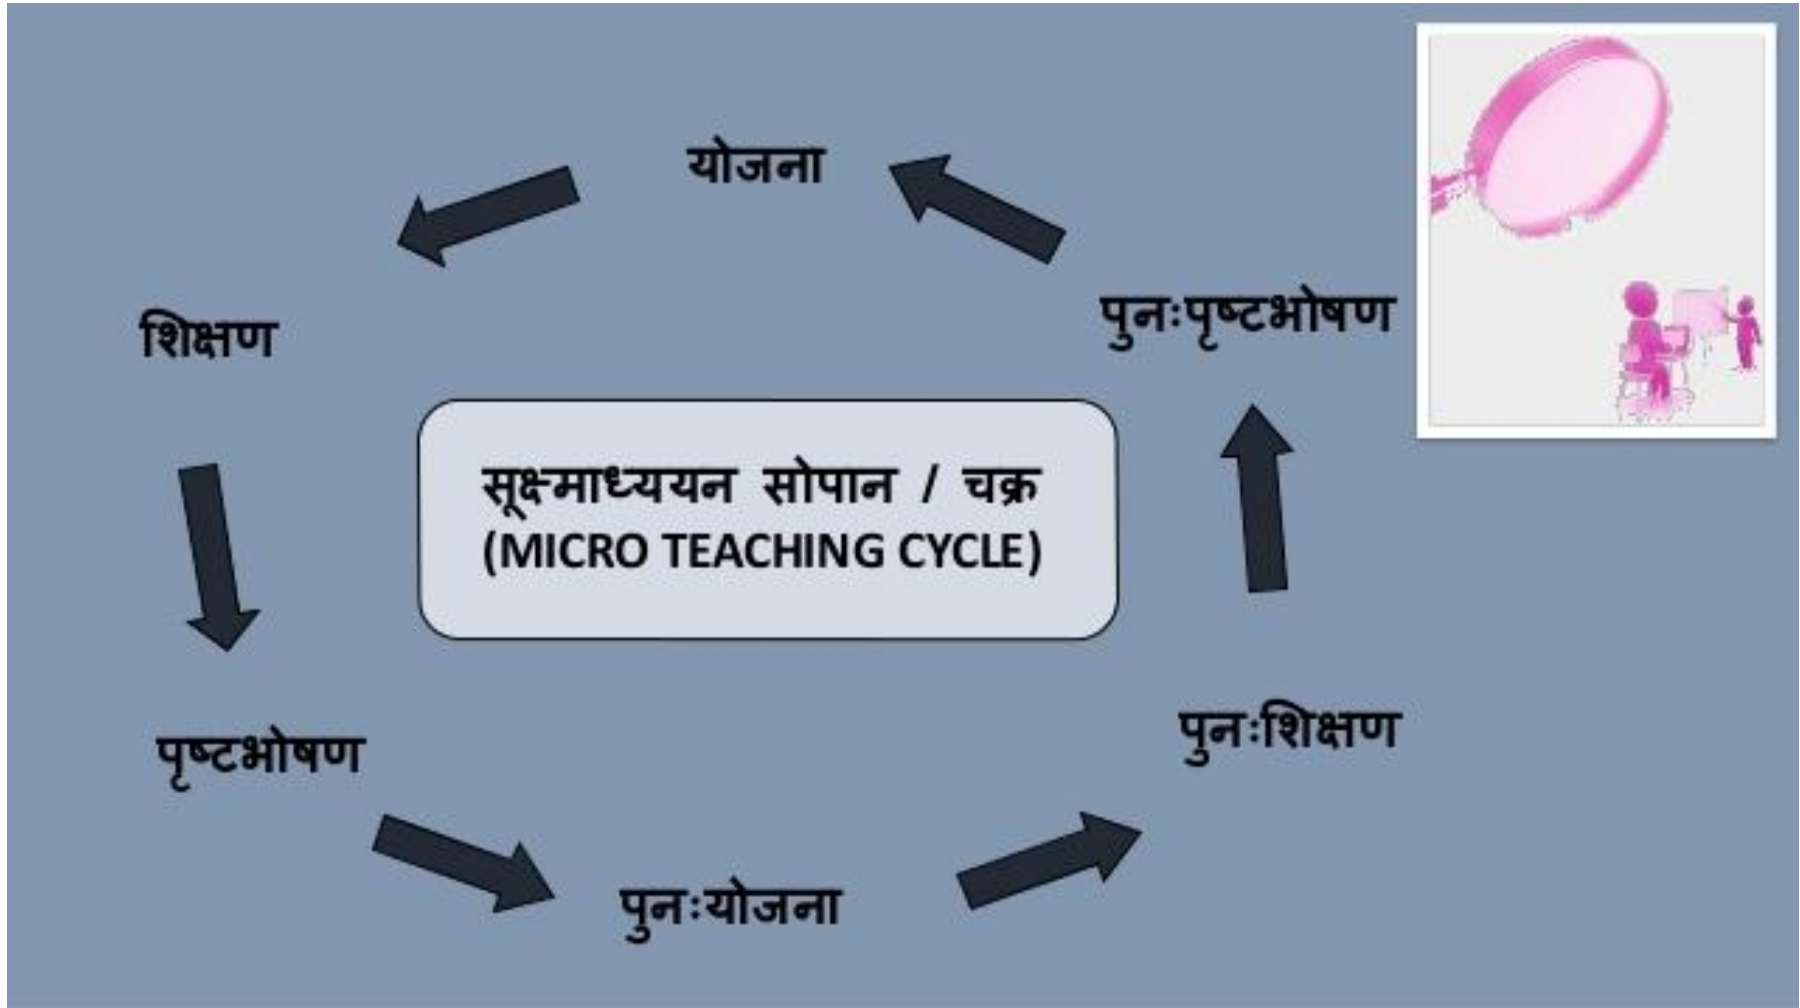 योजना
शिक्षण
पुनःपृष्टभोषण
सूक्ष्माध्ययन सोपान / चक्र
(MICRO TEACHING CYCLE)
पृष्टभोषण
पुनःशिक्षण
पुनःयोजना